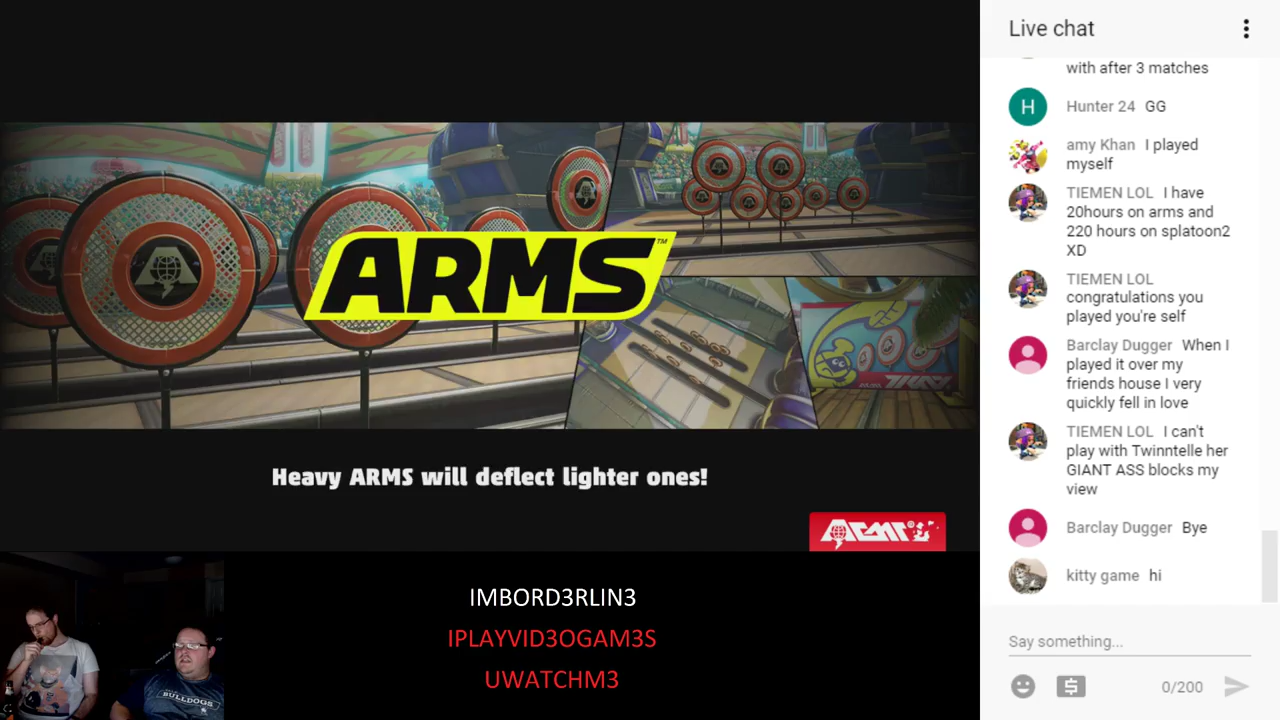 ARMS™
Heavy ARMS will deflect lighter ones!
IMBORD3RLIN3
IPLAYVID3OGAM3S
UWATCHM3
BULLDOGS
Live chat
with after 3 matches
H
Hunter 24 GG
amy Khan I played
myself
TIEMEN LOL I have
20hours on arms and
220 hours on splatoon2
XD
TIEMEN LOL
congratulations you
played you're self
Barclay Dugger When I
played it over my
friends house I very
quickly fell in love
TIEMEN LOL I can't
play with Twinntelle her
GIANT ASS blocks my
view
Barclay Dugger Bye
kitty game hi
Say something...
0/200